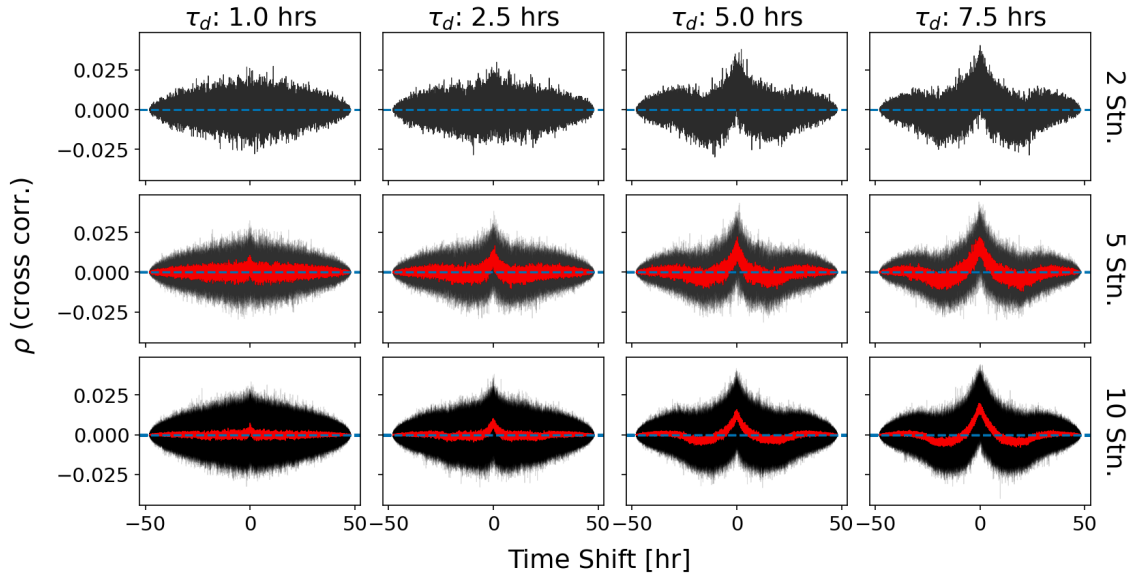 τd: 1.0 hrs
τd: 2.5 hrs
τd: 5.0 hrs
τd: 7.5 hrs
0.025
0.000
−0.025
2 Stn.
ρ (cross corr.)
0.025
0.000
−0.025
5 Stn.
0.025
0.000
−0.025
10 Stn.
−50 0 50
−50 0 50
−50 0 50
−50 0 50
Time Shift [hr]